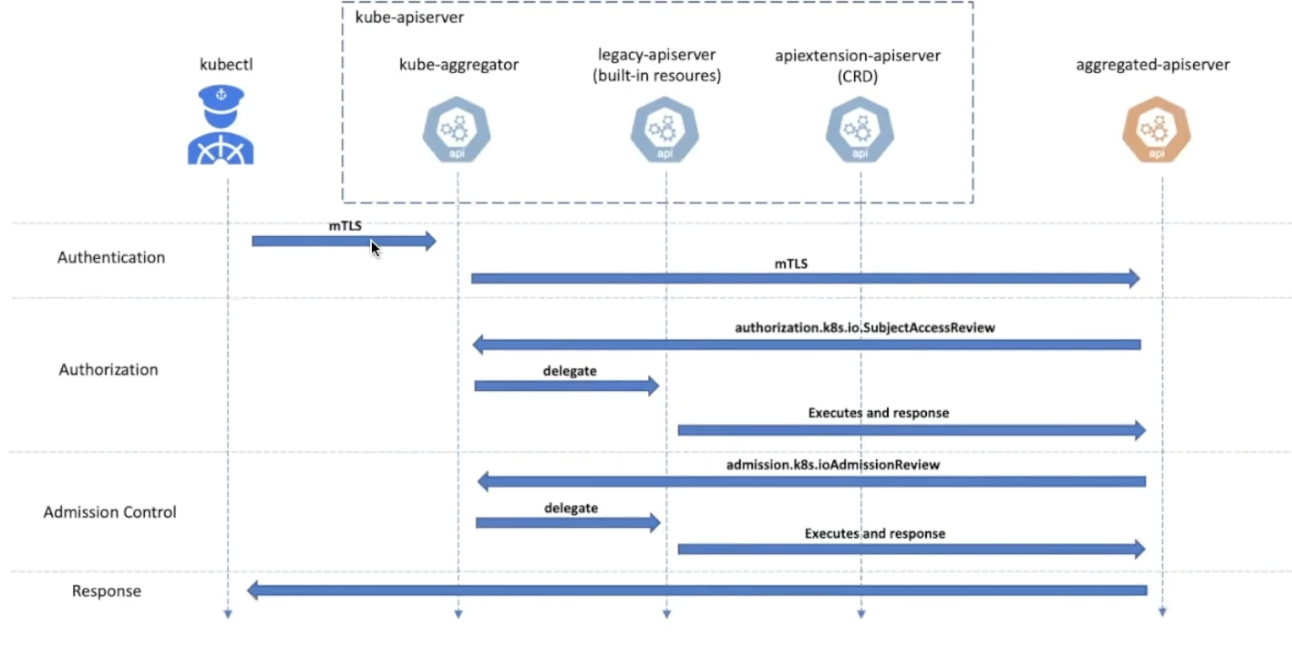 kube-apiserver
kubectl
kube-aggregator
legacy-apiserver
(built-in resoures)
apiextension-apiserver
(CRD)
aggregated-apiserver
api
api
api
api
Authentication
mTLS
mTLS
Authorization
authorization.k8s.io.SubjectAccessReview
delegate
Executes and response
Admission Control
admission.k8s.ioAdmissionReview
delegate
Executes and response
Response